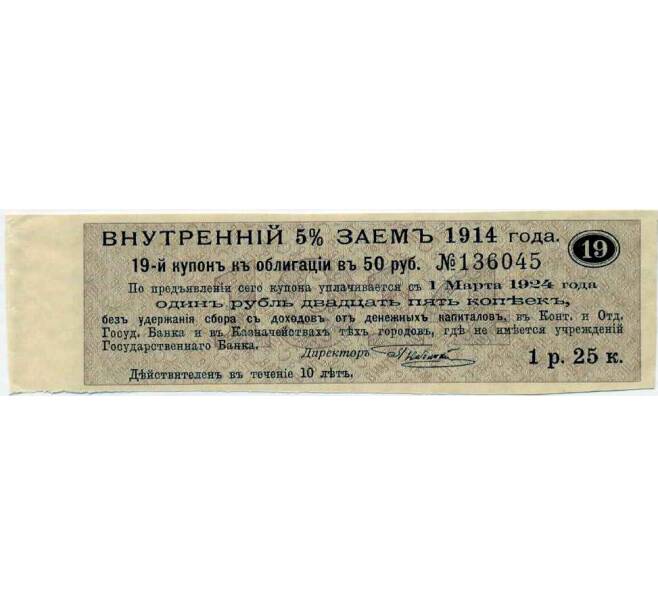 ВНУТРЕННІЙ 5% ЗАЕМЪ 1914 года.
19
19-й купонъ къ облигаціи въ 50 руб. №136045
По предъявленіи сего купона уплачивается съ 1 Марта 1924 года
одинъ рубль двадцать пять копѣекъ,
безъ удержанія сбора съ доходовъ отъ денежныхъ капиталовъ, въ Конт. и Отд.
Госуд. Банка и въ Казначействахъ тѣхъ городовъ, гдѣ не имѣется учрежденій
Государственнаго Банка.
Директоръ
1 р. 25 к.
Дѣйствителенъ въ теченіе 10 лѣтъ.